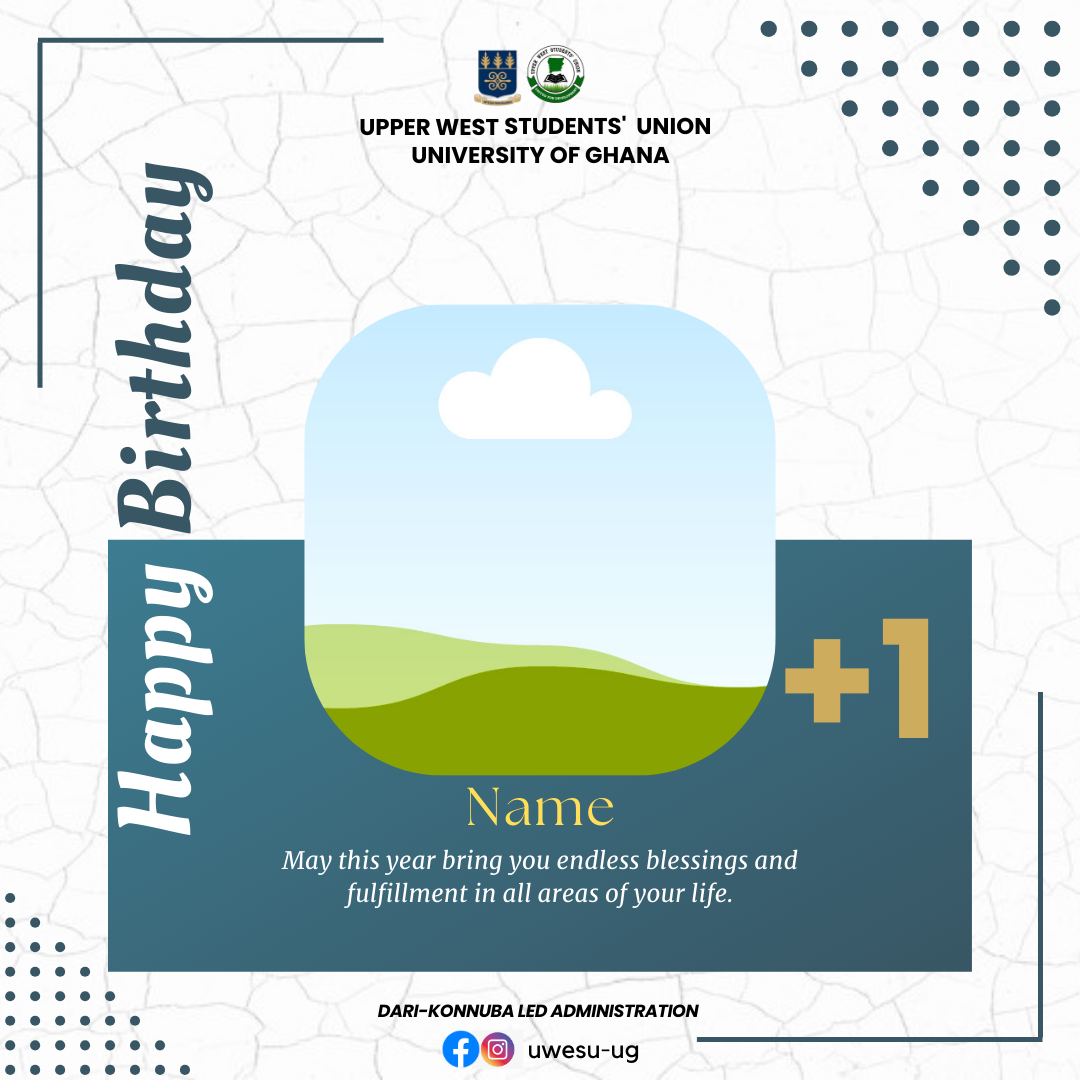 UPPER WEST STUDENTS' UNION
UNIVERSITY OF GHANA
Happy Birthday
+1
Name
May this year bring you endless blessings and
fulfillment in all areas of your life.
DARI-KONNUBA LED ADMINISTRATION
uwesu-ug